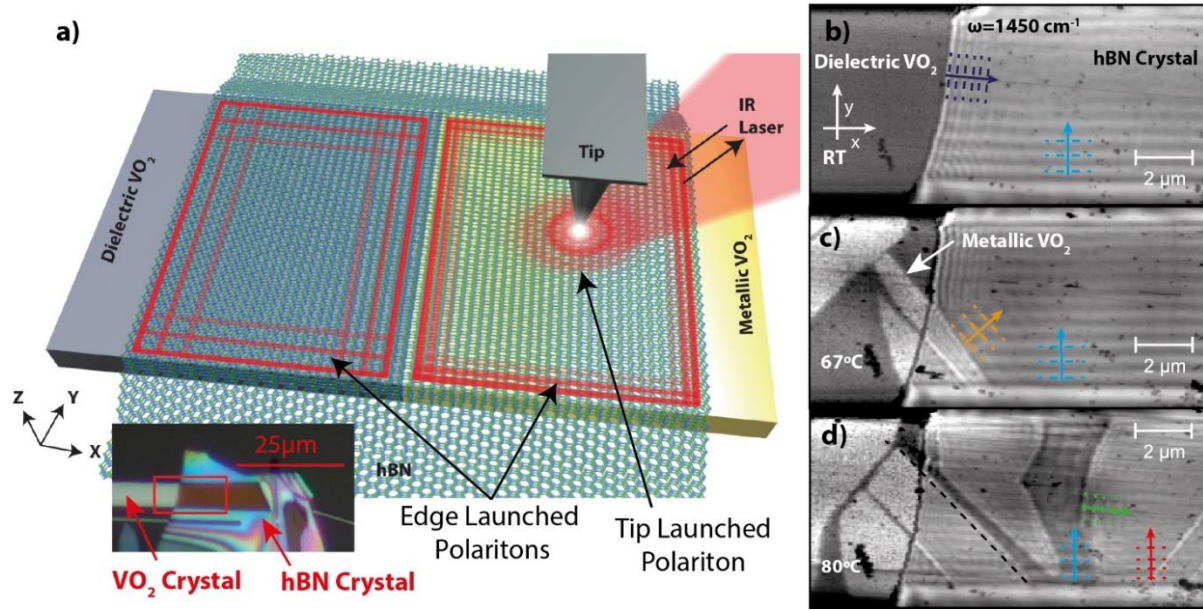 a)
Dielectric VO₂
Tip
IR
Laser
Metallic VO₂
Z
Y
X
hBN
25μm
VO₂ Crystal
hBN Crystal
Edge Launched
Polaritons
Tip Launched
Polariton
b)
ω=1450 cm⁻¹
Dielectric VO₂
hBN Crystal
y
x
RT
2 μm
c)
Metallic VO₂
67°C
2 μm
d)
2 μm
80°C